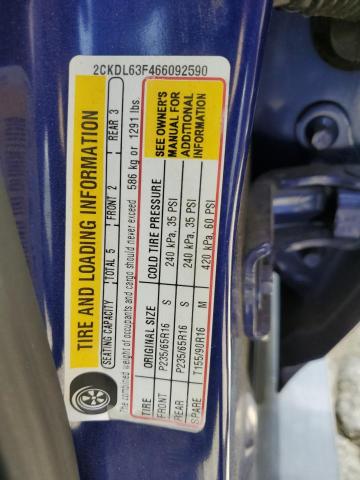 2CKDL63F466092590
TIRE AND LOADING INFORMATION
SEATING CAPACITY TOTAL 5 FRONT 2 REAR 3
The combined weight of occupants and cargo should never exceed 586 kg or 1291 lbs.
TIRE ORIGINAL SIZE COLD TIRE PRESSURE
FRONT P235/65R16 S 240 kPa, 35 PSI
REAR P235/65R16 S 240 kPa, 35 PSI
SPARE T155/90R16 M 420 kPa, 60 PSI
SEE OWNER'S
MANUAL FOR
ADDITIONAL
INFORMATION